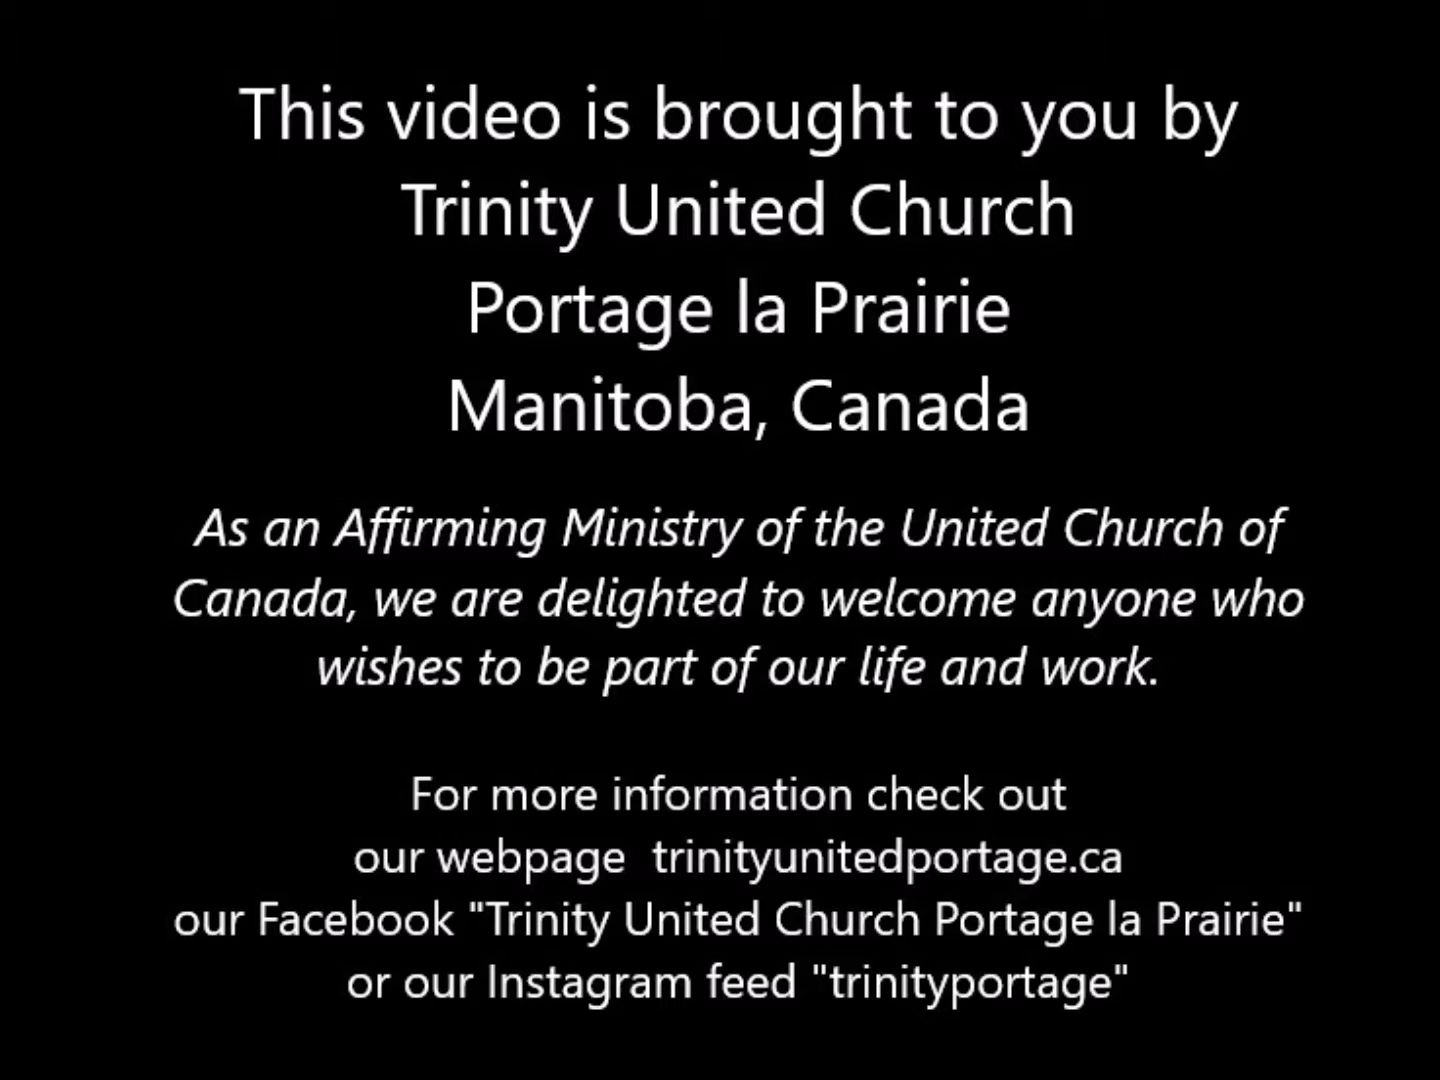 This video is brought to you by
Trinity United Church
Portage la Prairie
Manitoba, Canada
As an Affirming Ministry of the United Church of
Canada, we are delighted to welcome anyone who
wishes to be part of our life and work.
For more information check out
our webpage  trinityunitedportage.ca
our Facebook "Trinity United Church Portage la Prairie"
or our Instagram feed "trinityportage"